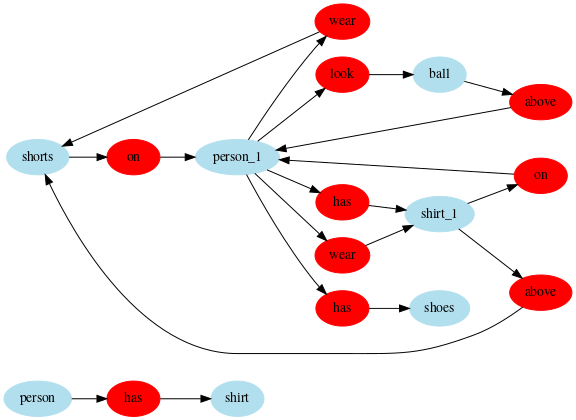 wear
look
ball
above
shorts
on
person_1
on
has
shirt_1
wear
above
has
shoes
person
has
shirt